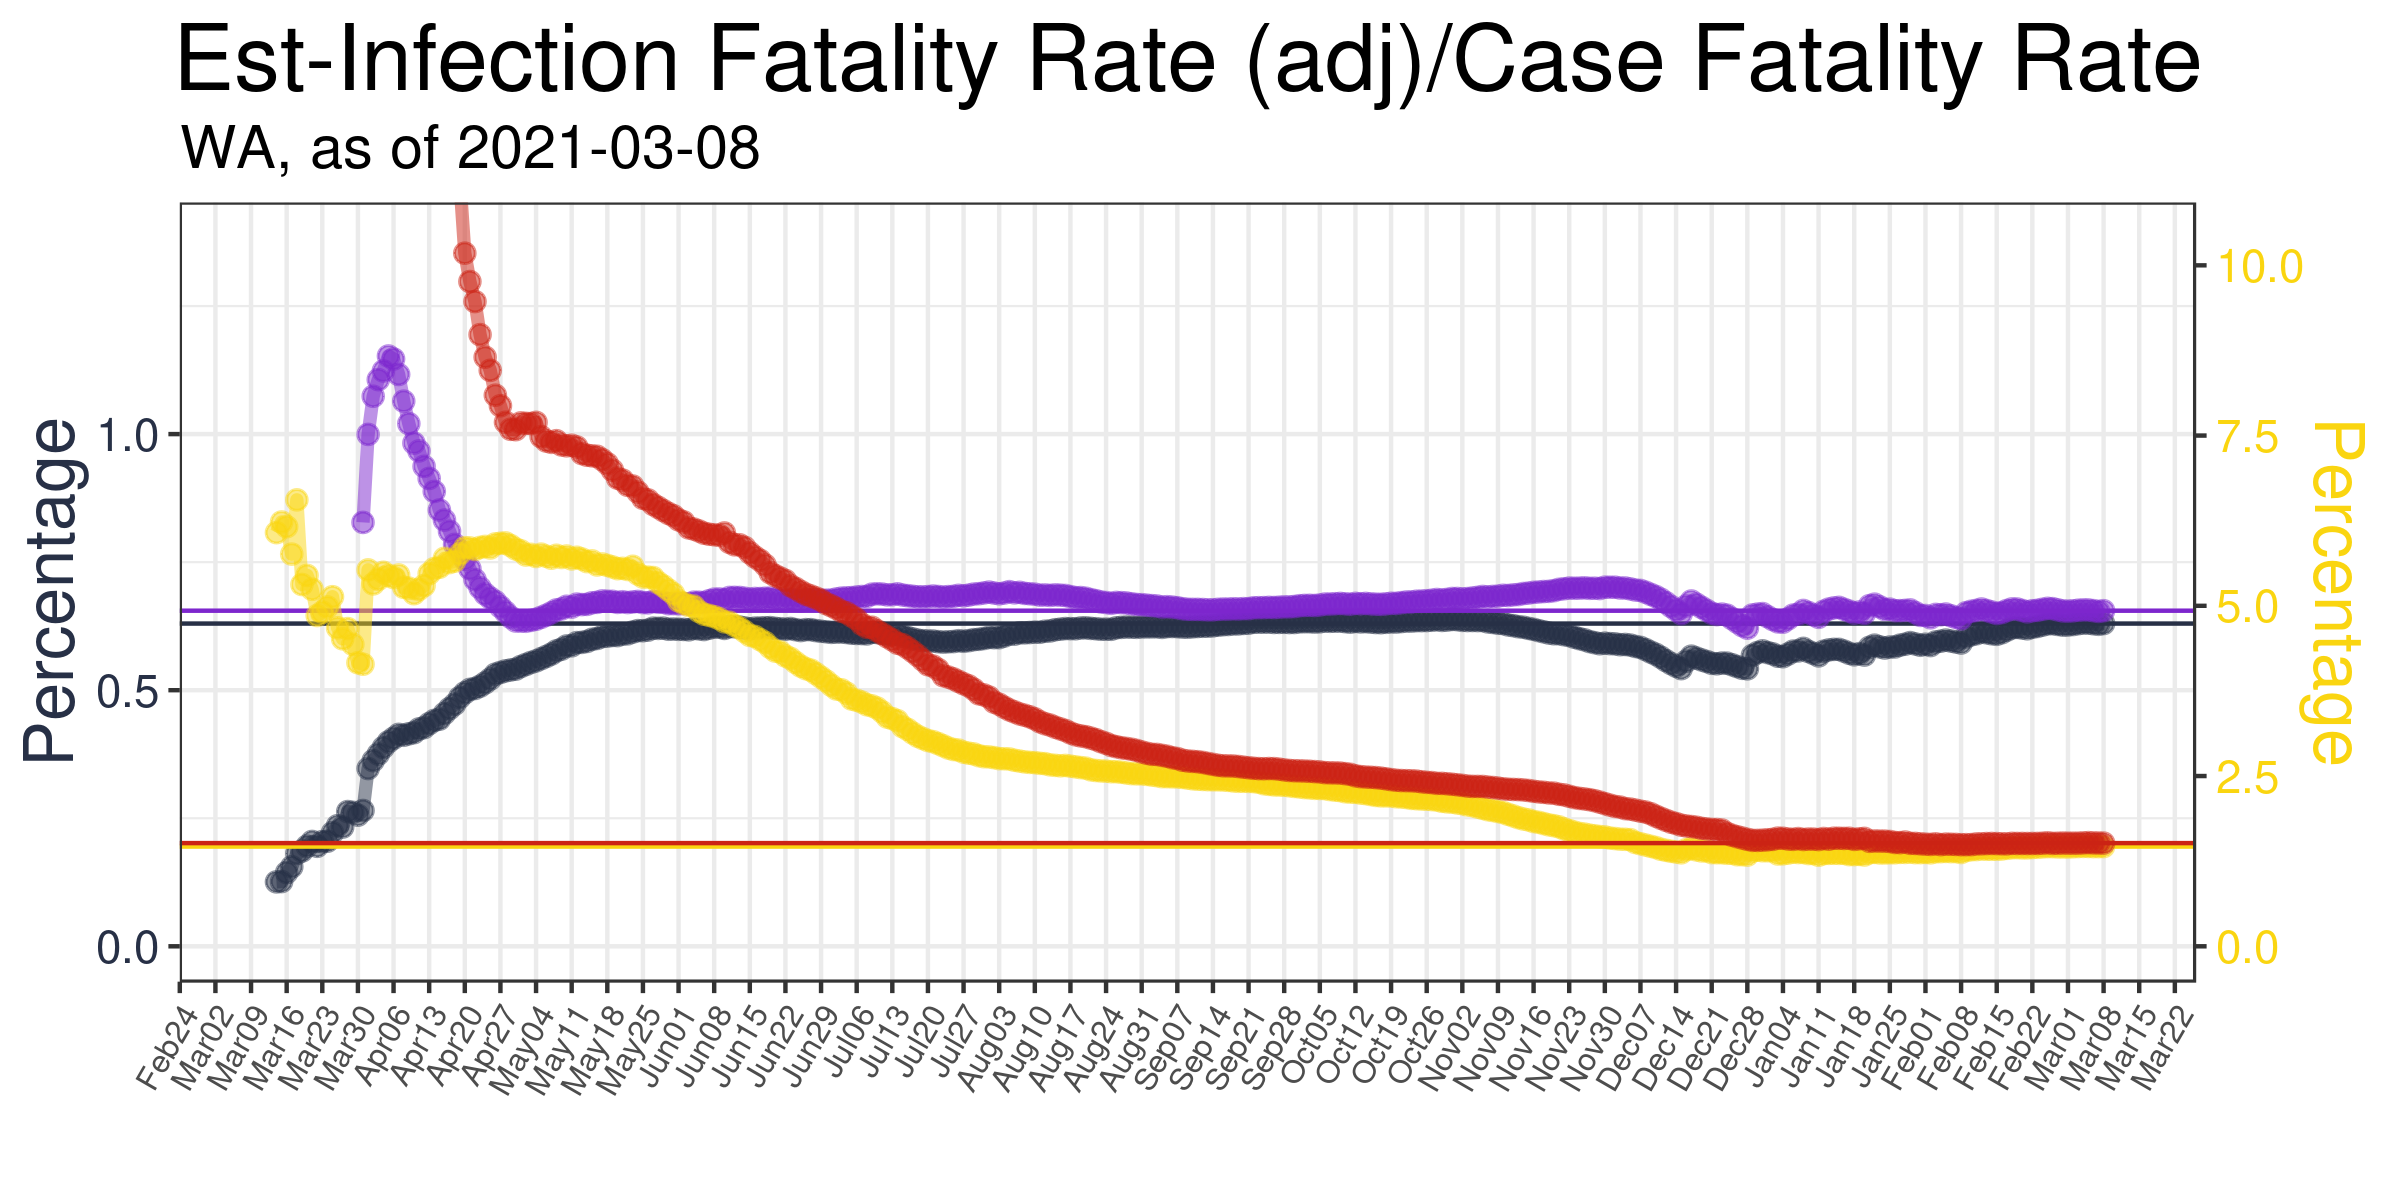 Est-Infection Fatality Rate (adj)/Case Fatality Rate
WA, as of 2021-03-08
Percentage
1.0
0.5
0.0
10.0
7.5
5.0
2.5
0.0
Percentage
Feb24
Mar02
Mar09
Mar16
Mar23
Mar30
Apr06
Apr13
Apr20
Apr27
May04
May11
May18
May25
Jun01
Jun08
Jun15
Jun22
Jun29
Jul06
Jul13
Jul20
Jul27
Aug03
Aug10
Aug17
Aug24
Aug31
Sep07
Sep14
Sep21
Sep28
Oct05
Oct12
Oct19
Oct26
Nov02
Nov09
Nov16
Nov23
Nov30
Dec07
Dec14
Dec21
Dec28
Jan04
Jan11
Jan18
Jan25
Feb01
Feb08
Feb15
Feb22
Mar01
Mar08
Mar15
Mar22